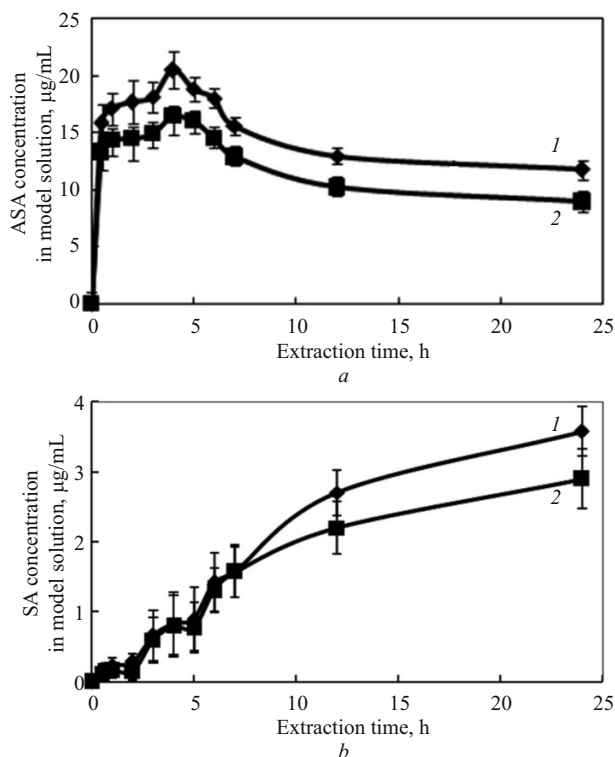 25
20
15
10
5
0
ASA concentration
in model solution, µg/mL
1
2
0 5 10 15 20 25
Extraction time, h
a
4
3
2
1
0
SA concentration
in model solution, µg/mL
1
2
0 5 10 15 20 25
Extraction time, h
b